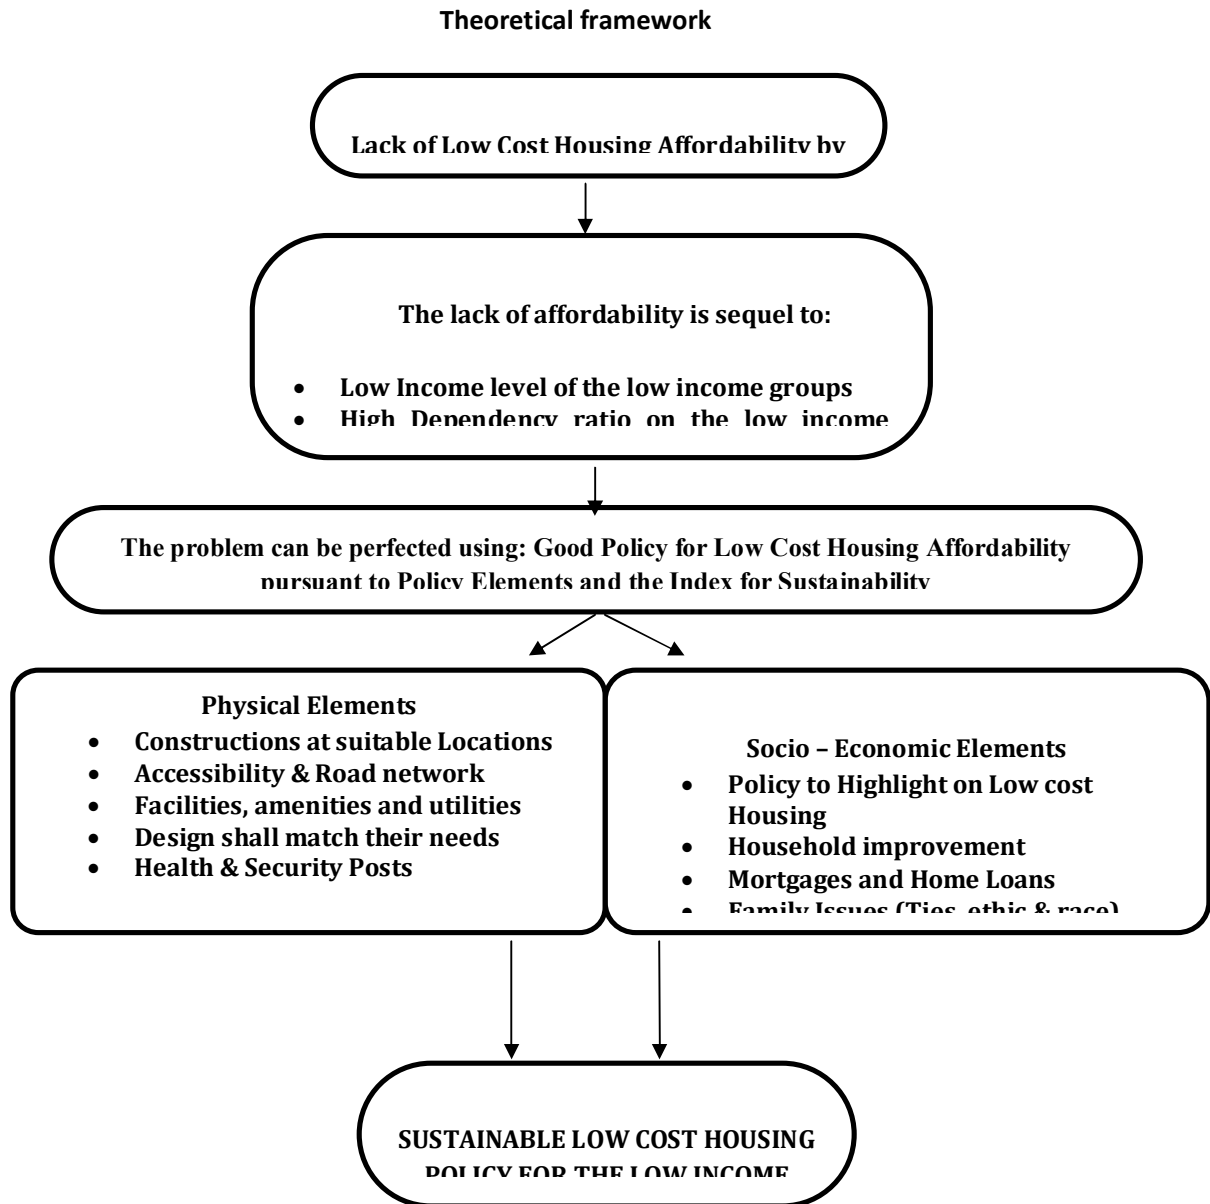 Theoretical framework
Lack of Low Cost Housing Affordability by
The lack of affordability is sequel to:
• Low Income level of the low income groups
• High Dependency ratio on the low income
The problem can be perfected using: Good Policy for Low Cost Housing Affordability
pursuant to Policy Elements and the Index for Sustainability
Physical Elements
• Constructions at suitable Locations
• Accessibility & Road network
• Facilities, amenities and utilities
• Design shall match their needs
• Health & Security Posts
Socio – Economic Elements
• Policy to Highlight on Low cost
Housing
• Household improvement
• Mortgages and Home Loans
• Family Issues (Ties, ethic & race)
SUSTAINABLE LOW COST HOUSING
POLICY FOR THE LOW INCOME